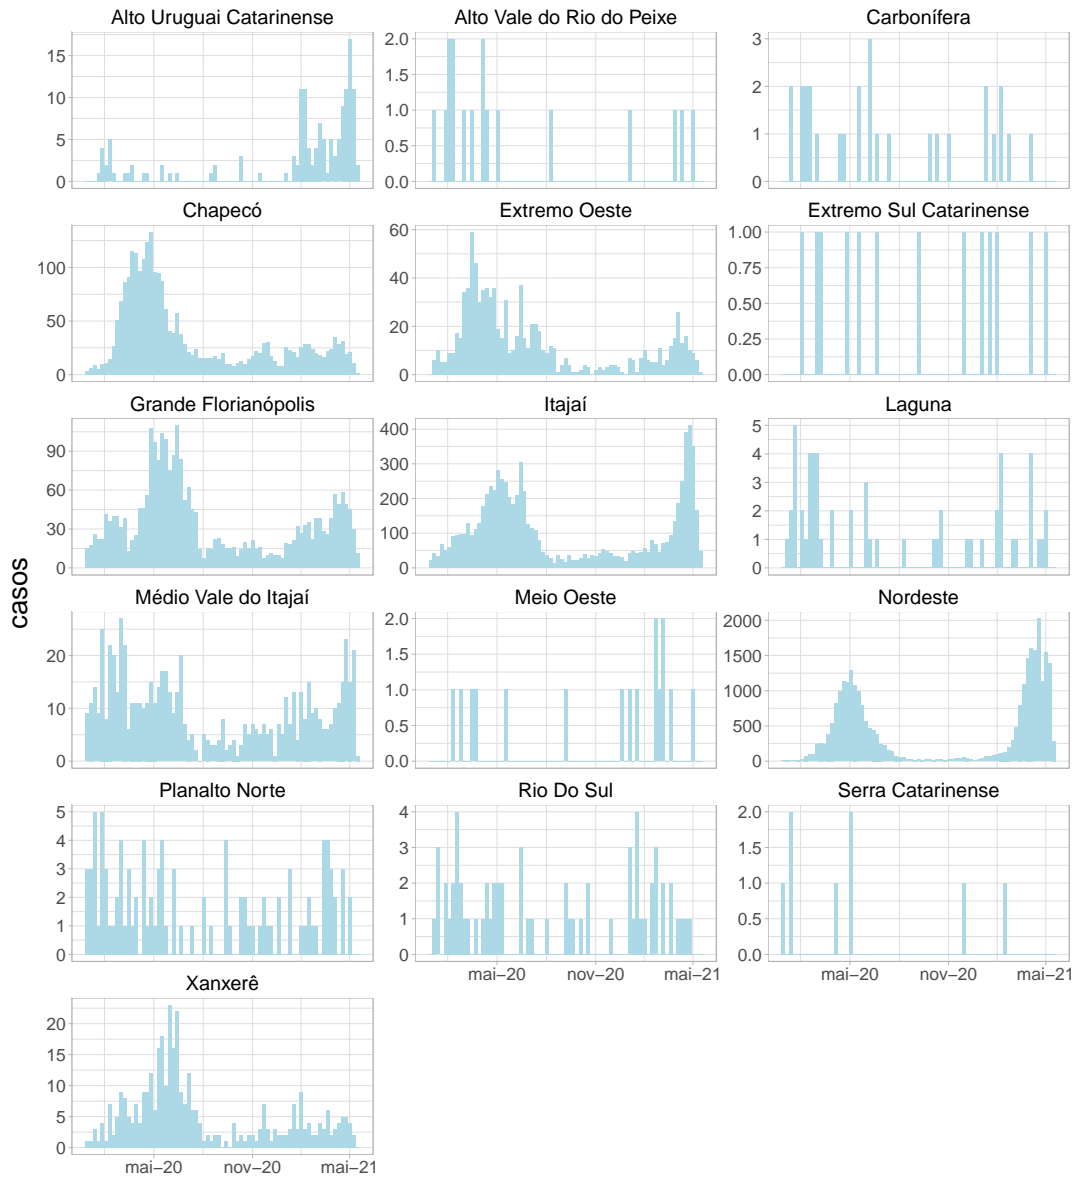 Alto Uruguai Catarinense
Alto Vale do Rio do Peixe
Carbonífera
15
10
5
0
2.0
1.5
1.0
0.5
0.0
3
2
1
0
Chapecó
Extremo Oeste
Extremo Sul Catarinense
100
50
0
60
40
20
0
1.00
0.75
0.50
0.25
0.00
Grande Florianópolis
Itajaí
Laguna
90
60
30
0
400
300
200
100
0
5
4
3
2
1
0
casos
Médio Vale do Itajaí
Meio Oeste
Nordeste
20
10
0
2.0
1.5
1.0
0.5
0.0
2000
1500
1000
500
0
Planalto Norte
Rio Do Sul
Serra Catarinense
5
4
3
2
1
0
4
3
2
1
0
2.0
1.5
1.0
0.5
0.0
mai–20
nov–20
mai–21
mai–20
nov–20
mai–21
Xanxerê
20
15
10
5
0
mai–20
nov–20
mai–21